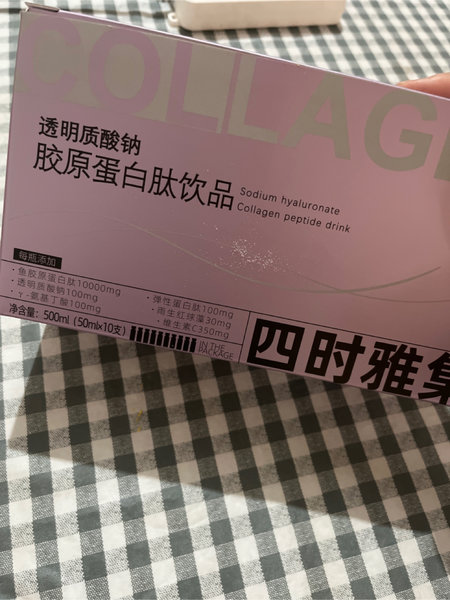 COLLAGE
透明质酸钠
胶原蛋白肽饮品
Sodium hyaluronate
Collagen peptide drink
每瓶添加
·鱼胶原蛋白肽10000mg
·透明质酸钠100mg
·γ-氨基丁酸100mg
·弹性蛋白肽100mg
·雨生红球藻30mg
·维生素C350mg
净含量：500ml（50ml×10支）
IN THE
PACKAGE
四时雅集